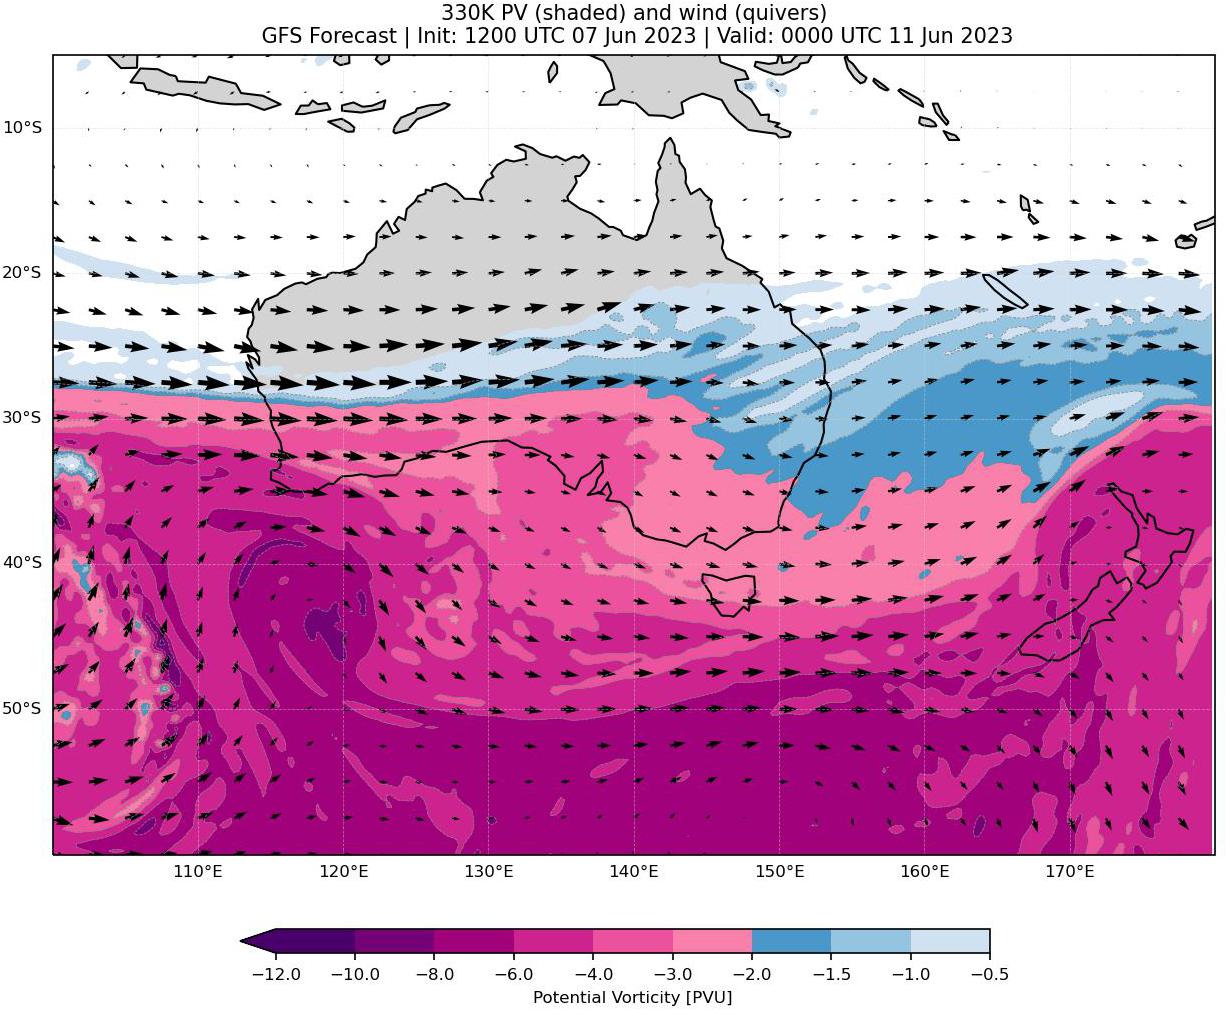 330K PV (shaded) and wind (quivers)
GFS Forecast | Init: 1200 UTC 07 Jun 2023 | Valid: 0000 UTC 11 Jun 2023
10°S
20°S
30°S
40°S
50°S
110°E 120°E 130°E 140°E 150°E 160°E 170°E
−12.0 −10.0 −8.0 −6.0 −4.0 −3.0 −2.0 −1.5 −1.0 −0.5
Potential Vorticity [PVU]